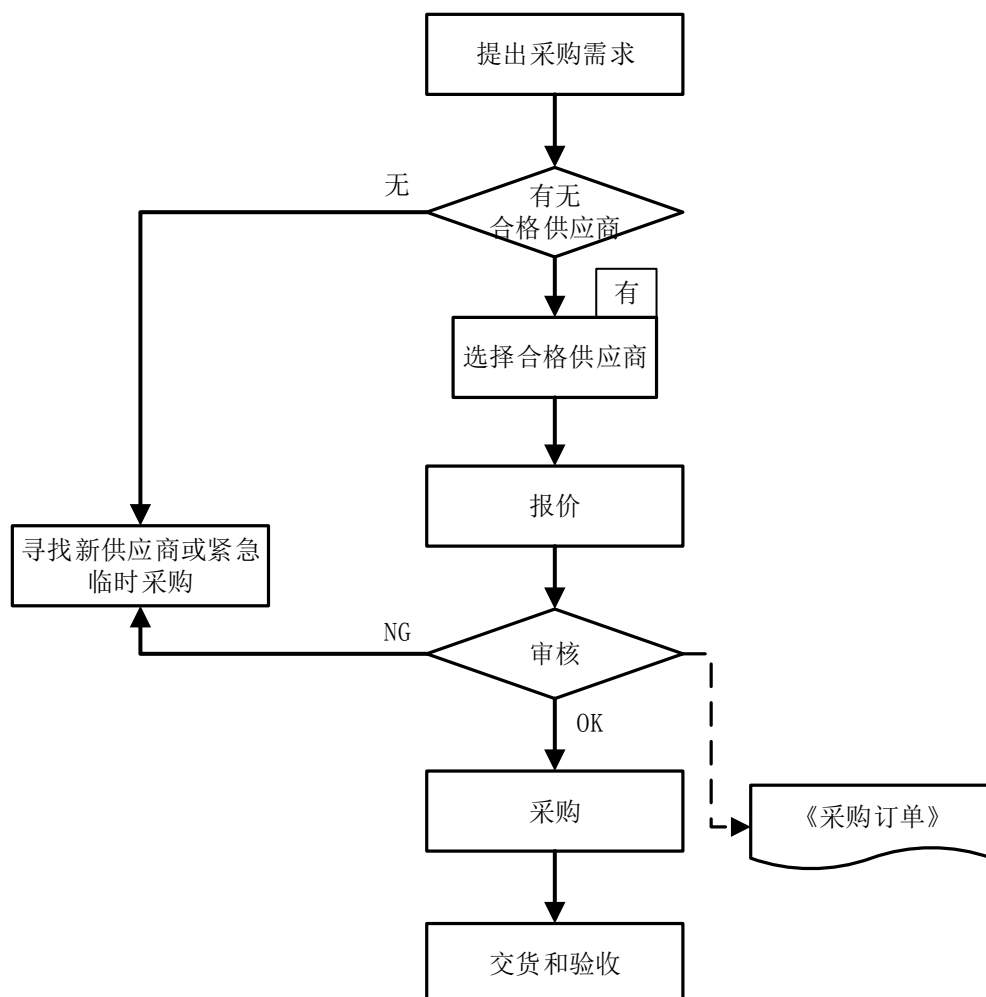 提出采购需求
无
有无
合格供应商
有
选择合格供应商
报价
寻找新供应商或紧急
临时采购
NG
审核
OK
采购
《采购订单》
交货和验收